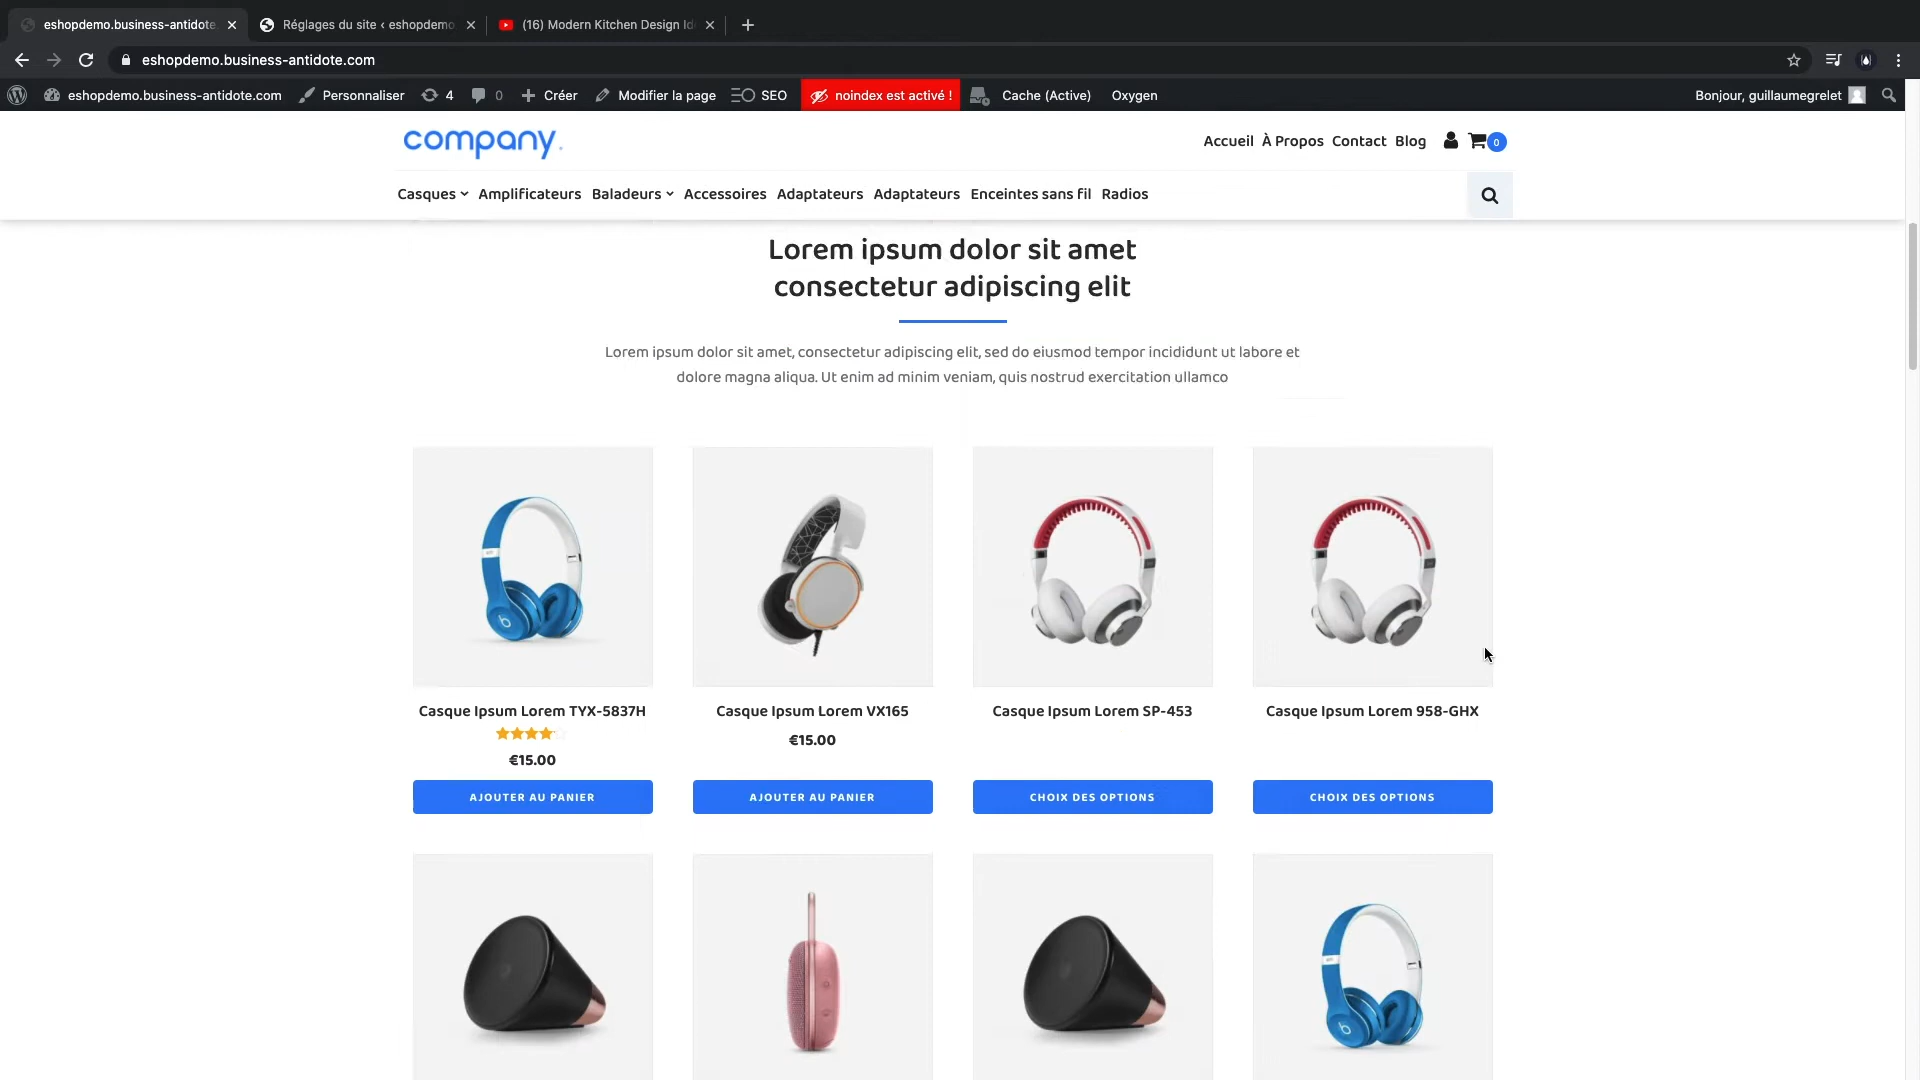 eshopdemo.business-antidote
Réglages du site ‹ eshopdemo
(16) Modern Kitchen Design Id
eshopdemo.business-antidote.com
eshopdemo.business-antidote.com
Personnaliser
4
0
Créer
Modifier la page
SEO
noindex est activé !
Cache (Active)
Oxygen
Bonjour, guillaumegrelet
company.
Accueil À Propos Contact Blog
0
Casques Amplificateurs Baladeurs Accessoires Adaptateurs Adaptateurs Enceintes sans fil Radios
Lorem ipsum dolor sit amet
consectetur adipiscing elit
Lorem ipsum dolor sit amet, consectetur adipiscing elit, sed do eiusmod tempor incididunt ut labore et
dolore magna aliqua. Ut enim ad minim veniam, quis nostrud exercitation ullamco
Casque Ipsum Lorem TYX-5837H
€15.00
AJOUTER AU PANIER
Casque Ipsum Lorem VX165
€15.00
AJOUTER AU PANIER
Casque Ipsum Lorem SP-453
CHOIX DES OPTIONS
Casque Ipsum Lorem 958-GHX
CHOIX DES OPTIONS